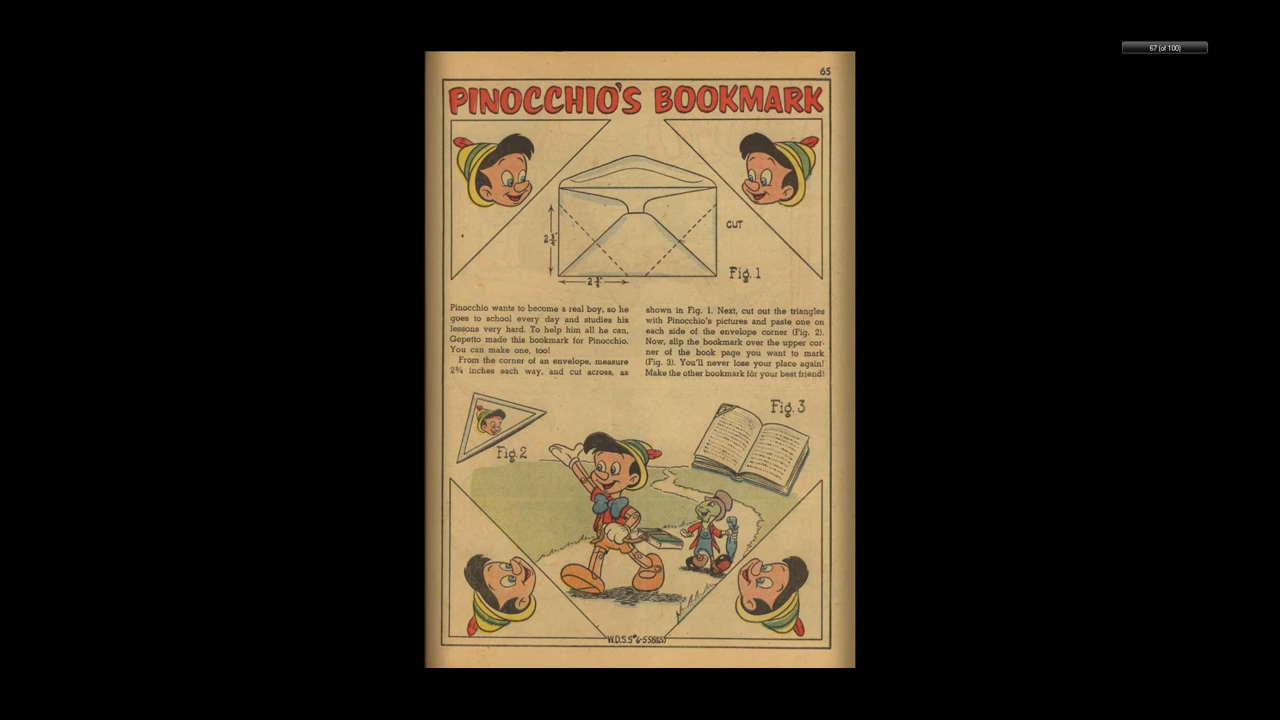 67 (of 100)
65
PINOCCHIO'S BOOKMARK
2 3/4"
CUT
2 3/4"
Fig. 1
Pinocchio wants to become a real boy, so he
goes to school every day and studies his
lessons very hard. To help him all he can,
Gepetto made this bookmark for Pinocchio.
You can make one, too!
From the corner of an envelope, measure
2¾ inches each way, and cut across, as
shown in Fig. 1. Next, cut out the triangles
with Pinocchio's pictures and paste one on
each side of the envelope corner (Fig. 2).
Now, slip the bookmark over the upper cor-
ner of the book page you want to mark
(Fig. 3). You'll never lose your place again!
Make the other bookmark for your best friend!
Fig. 2
Fig. 3